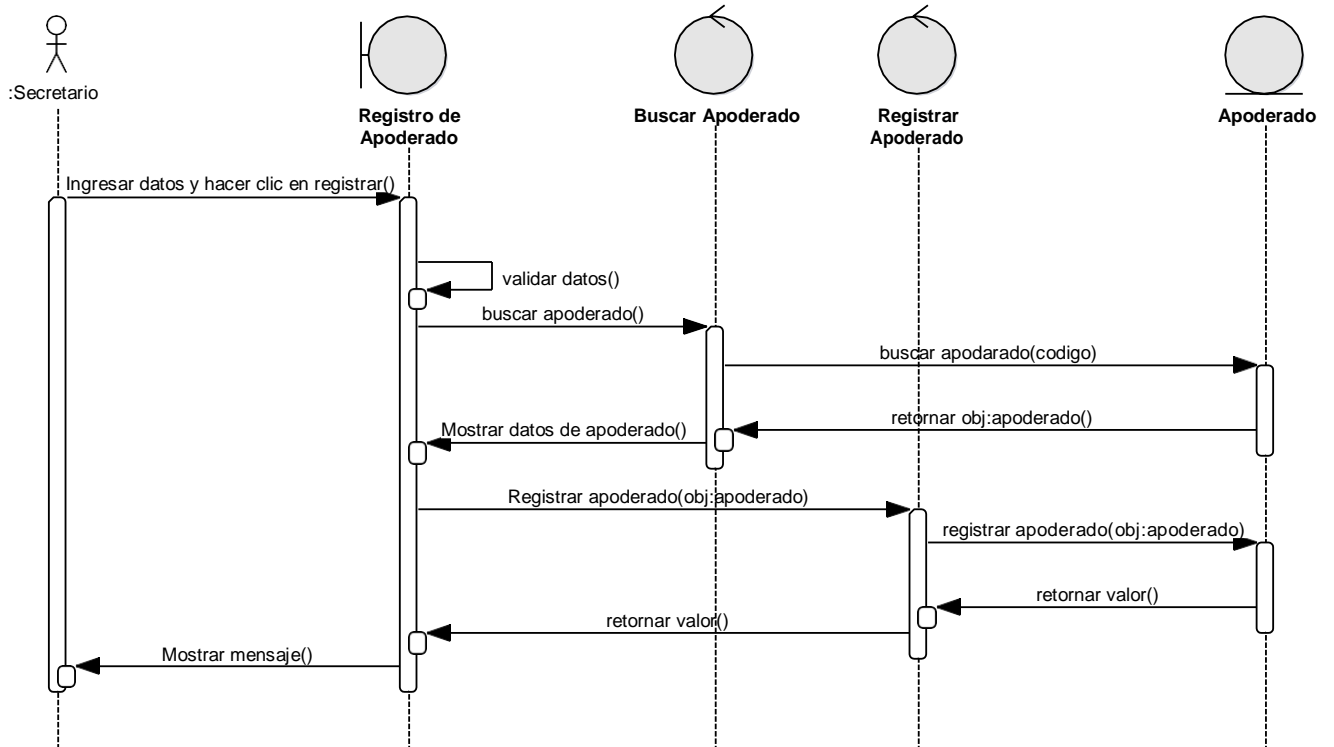 :Secretario
Registro de
Apoderado
Buscar Apoderado
Registrar
Apoderado
Apoderado
Ingresar datos y hacer clic en registrar()
validar datos()
buscar apoderado()
buscar apodarado(codigo)
retornar obj:apoderado()
Mostrar datos de apoderado()
Registrar apoderado(obj:apoderado)
registrar apoderado(obj:apoderado)
retornar valor()
retornar valor()
Mostrar mensaje()